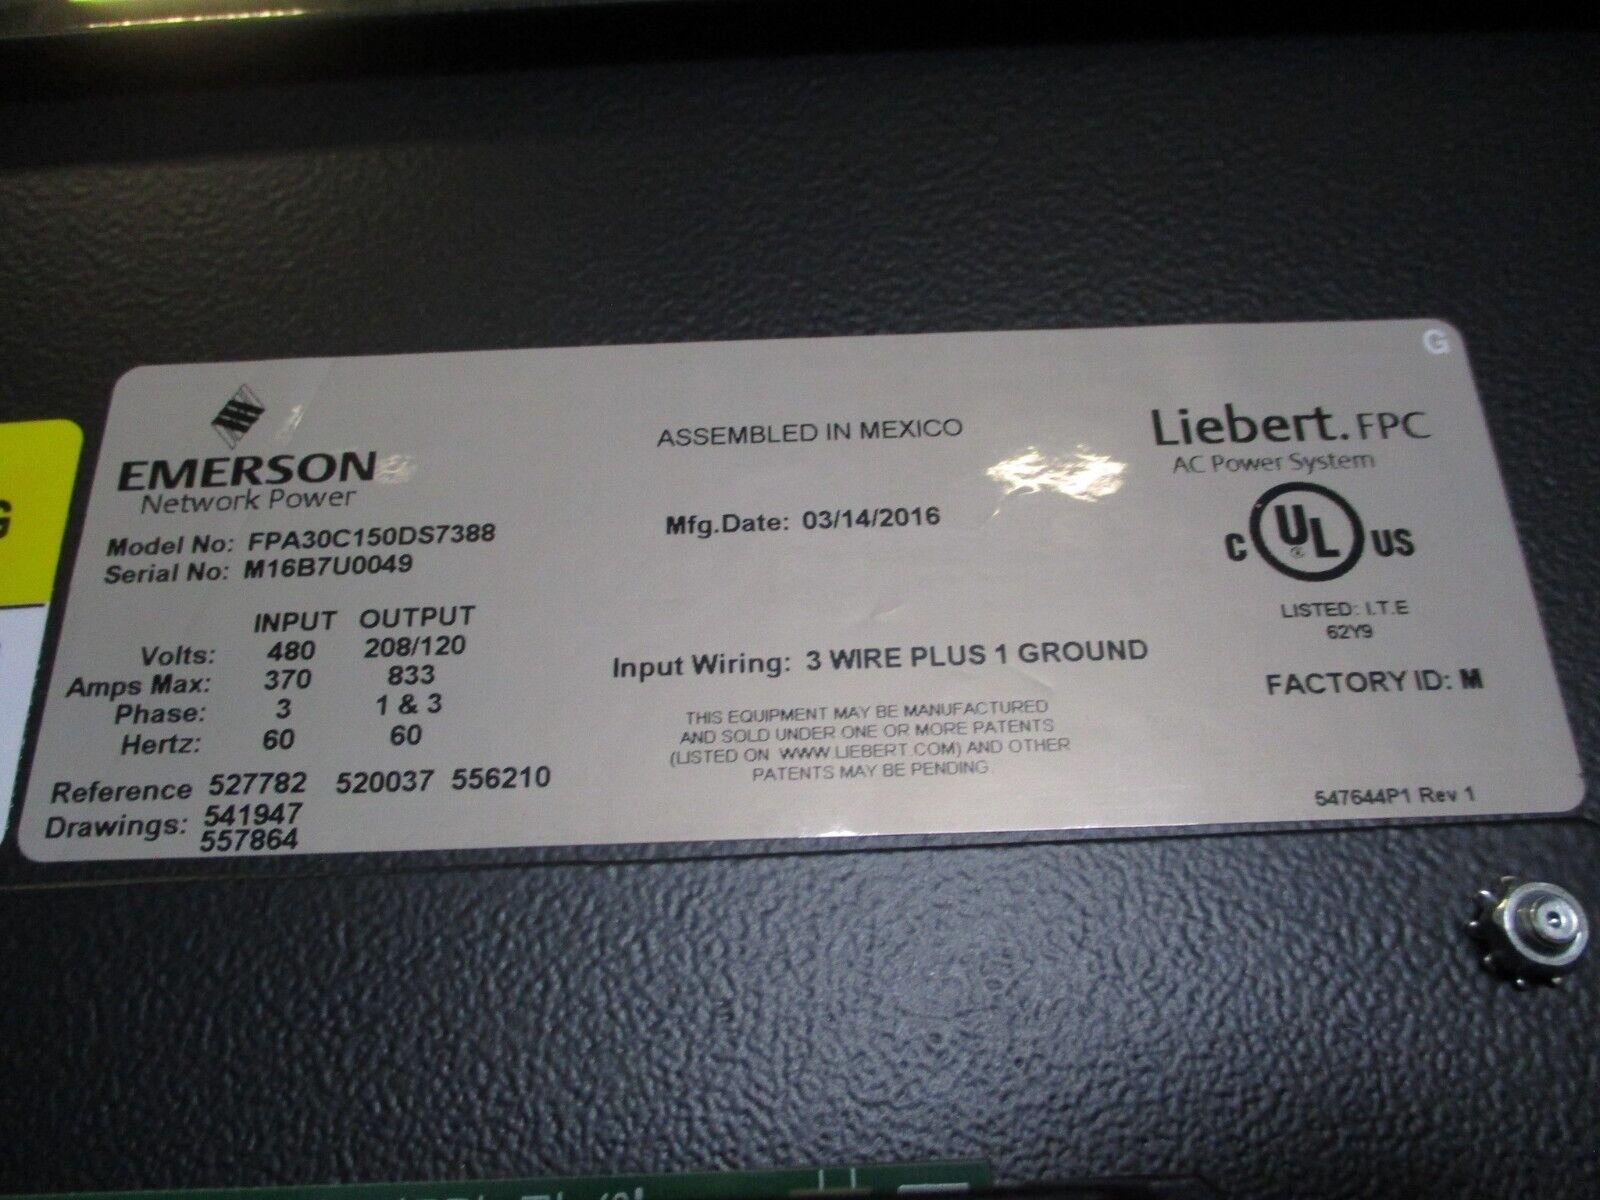 G
EMERSON
Network Power
ASSEMBLED IN MEXICO
Liebert. FPC
AC Power System
Model No: FPA30C150DS7388
Serial No: M16B7U0049
Mfg.Date: 03/14/2016
C UL US
®
LISTED: I.T.E
62Y9
FACTORY ID: M
INPUT OUTPUT
Volts: 480 208/120
Amps Max: 370 833
Phase: 3 1 & 3
Hertz: 60 60
Input Wiring: 3 WIRE PLUS 1 GROUND
THIS EQUIPMENT MAY BE MANUFACTURED
AND SOLD UNDER ONE OR MORE PATENTS
(LISTED ON WWW.LIEBERT.COM) AND OTHER
PATENTS MAY BE PENDING.
Reference 527782 520037 556210
Drawings: 541947
557864
547644P1 Rev 1
G